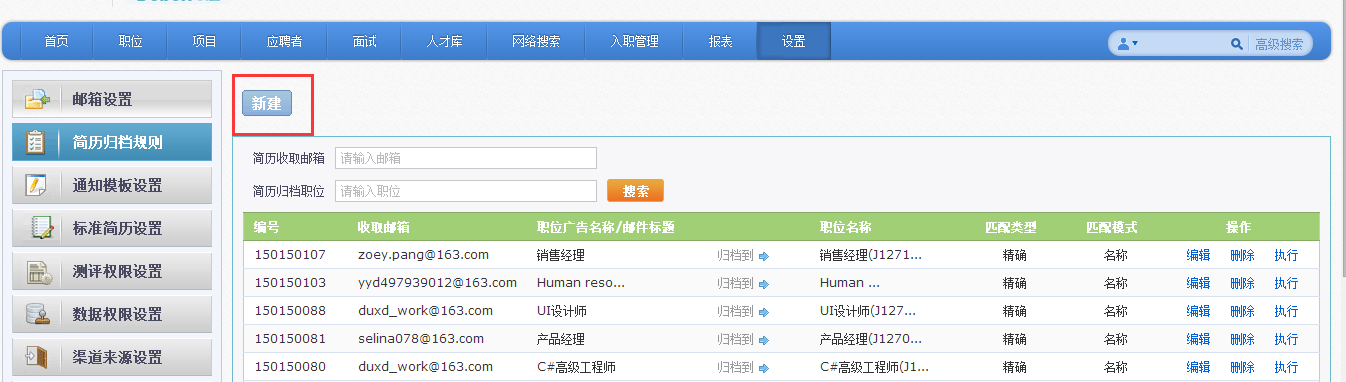 首页 职位 项目 应聘者 面试 人才库 网络搜索 入职管理 报表 设置 高级搜索
邮箱设置
简历归档规则
通知模板设置
标准简历设置
测评权限设置
数据权限设置
渠道来源设置
新建
简历收取邮箱 请输入邮箱
简历归档职位 请输入职位 搜索
编号 收取邮箱 职位广告名称/邮件标题 职位名称 匹配类型 匹配模式 操作
150150107 zoey.pang@163.com 销售经理 归档到 销售经理(J1271... 精确 名称 编辑 删除 执行
150150103 yyd497939012@163.com Human reso... 归档到 Human ... 精确 名称 编辑 删除 执行
150150088 duxd_work@163.com UI设计师 归档到 UI设计师(J127... 精确 名称 编辑 删除 执行
150150081 selina078@163.com 产品经理 归档到 产品经理(J1270... 精确 名称 编辑 删除 执行
150150080 duxd_work@163.com C#高级工程师 归档到 C#高级工程师(J1... 精确 名称 编辑 删除 执行